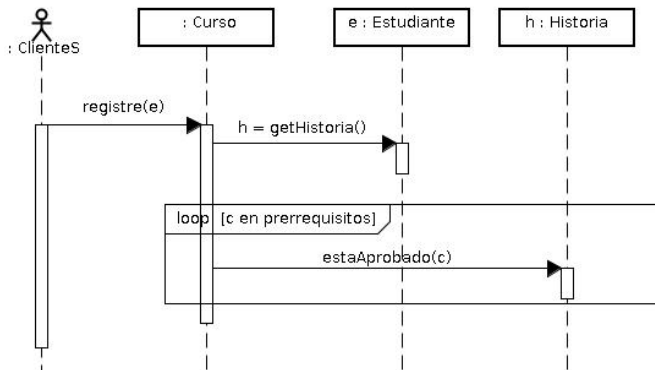 : ClienteS
: Curso
e : Estudiante
h : Historia
registre(e)
h = getHistoria()
loop [c en prerrequisitos]
estaAprobado(c)